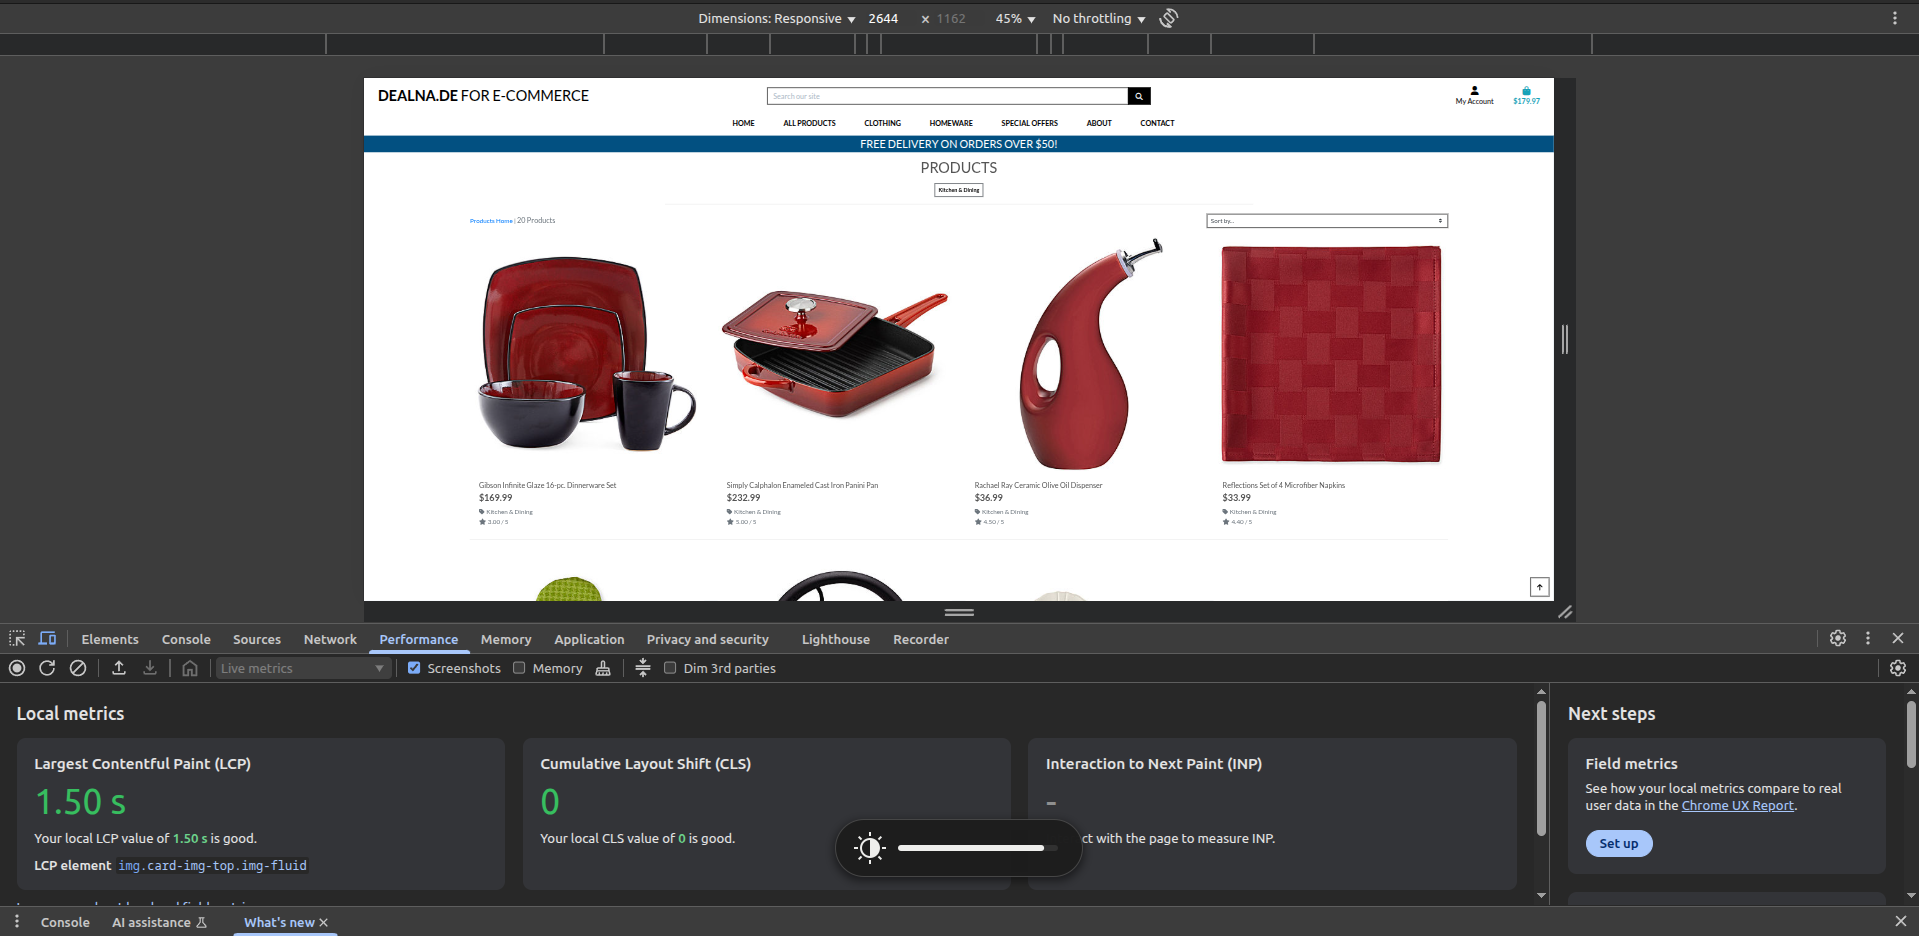 Dimensions: Responsive 2644 × 1162 45% No throttling
DEALNA.DE FOR E-COMMERCE
Search our site
My Account
$179.97
HOME ALL PRODUCTS CLOTHING HOMEWARE SPECIAL OFFERS ABOUT CONTACT
FREE DELIVERY ON ORDERS OVER $50!
PRODUCTS
Kitchen & Dining
Products Home | 20 Products
Sort by...
Gibson Infinite Glaze 16-pc. Dinnerware Set
$169.99
Kitchen & Dining
3.00 / 5
Simply Calphalon Enameled Cast Iron Panini Pan
$232.99
Kitchen & Dining
5.00 / 5
Rachael Ray Ceramic Olive Oil Dispenser
$36.99
Kitchen & Dining
4.50 / 5
Reflections Set of 4 Microfiber Napkins
$33.99
Kitchen & Dining
4.40 / 5
Elements Console Sources Network Performance Memory Application Privacy and security Lighthouse Recorder
Live metrics Screenshots Memory Dim 3rd parties
Local metrics
Largest Contentful Paint (LCP)
1.50 s
Your local LCP value of 1.50 s is good.
LCP element img.card-img-top.img-fluid
Cumulative Layout Shift (CLS)
0
Your local CLS value of 0 is good.
Interaction to Next Paint (INP)
-
ct with the page to measure INP.
Next steps
Field metrics
See how your local metrics compare to real
user data in the Chrome UX Report.
Set up
Console AI assistance What's new